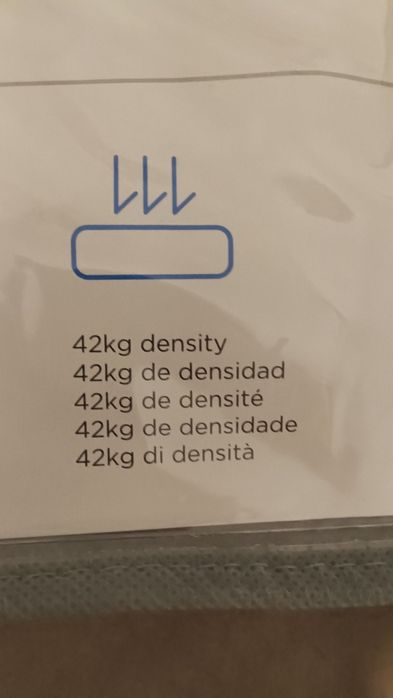 42kg density
42kg de densidad
42kg de densité
42kg de densidade
42kg di densità